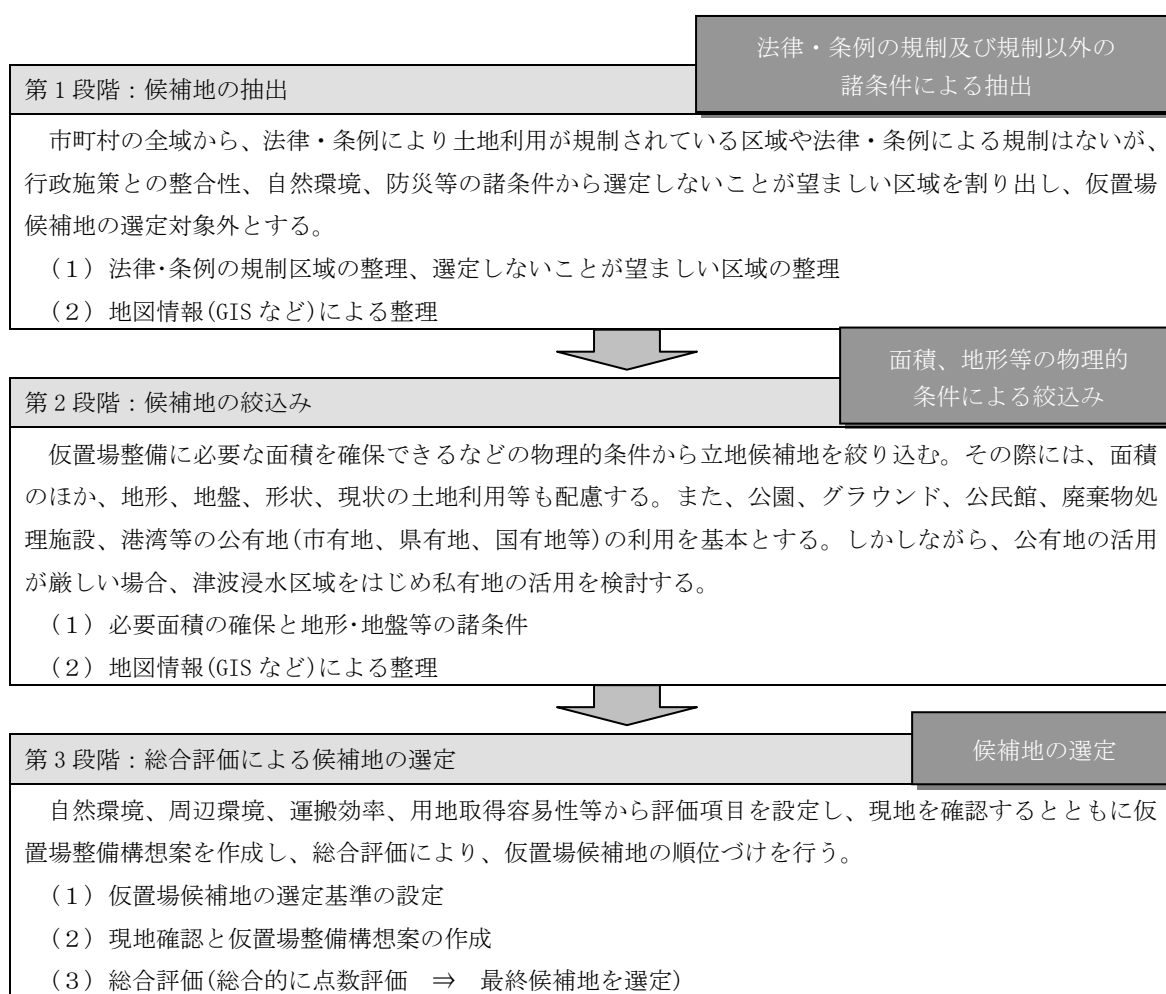 法律・条例の規制及び規制以外の
諸条件による抽出
第１段階：候補地の抽出
市町村の全域から、法律・条例により土地利用が規制されている区域や法律・条例による規制はないが、
行政施策との整合性、自然環境、防災等の諸条件から選定しないことが望ましい区域を割り出し、仮置場
候補地の選定対象外とする。
（１）法律･条例の規制区域の整理、選定しないことが望ましい区域の整理
（２）地図情報(GIS など)による整理
面積、地形等の物理的
条件による絞込み
第２段階：候補地の絞込み
仮置場整備に必要な面積を確保できるなどの物理的条件から立地候補地を絞り込む。その際には、面積
のほか、地形、地盤、形状、現状の土地利用等も配慮する。また、公園、グラウンド、公民館、廃棄物処
理施設、港湾等の公有地(市有地、県有地、国有地等)の利用を基本とする。しかしながら、公有地の活用
が厳しい場合、津波浸水区域をはじめ私有地の活用を検討する。
（１）必要面積の確保と地形･地盤等の諸条件
（２）地図情報(GIS など)による整理
候補地の選定
第３段階：総合評価による候補地の選定
自然環境、周辺環境、運搬効率、用地取得容易性等から評価項目を設定し、現地を確認するとともに仮
置場整備構想案を作成し、総合評価により、仮置場候補地の順位づけを行う。
（１）仮置場候補地の選定基準の設定
（２）現地確認と仮置場整備構想案の作成
（３）総合評価(総合的に点数評価　⇒　最終候補地を選定)